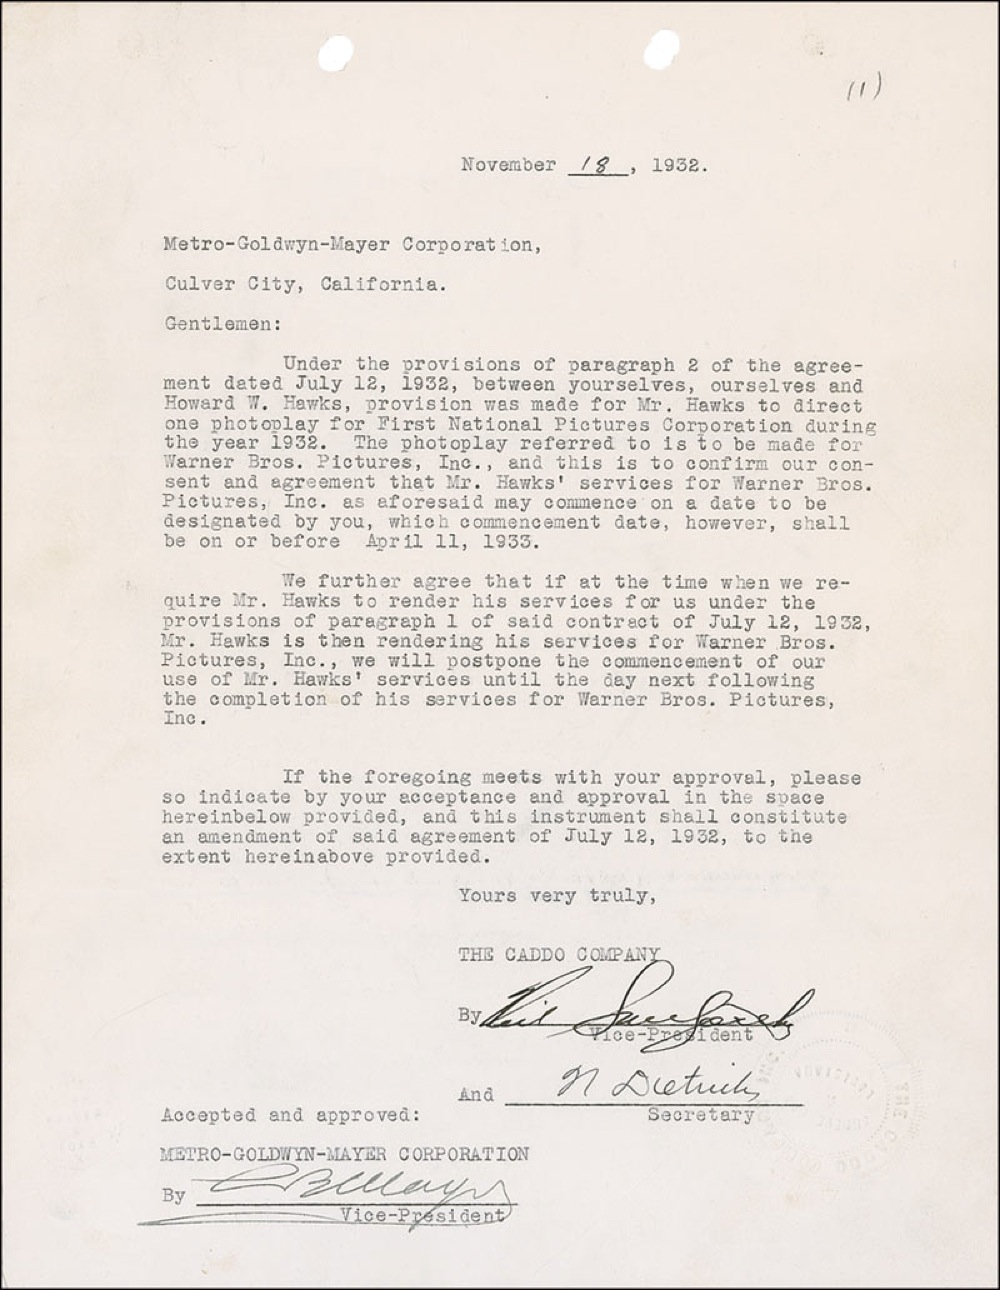 (1)
November 18, 1932.
Metro-Goldwyn-Mayer Corporation,
Culver City, California.
Gentlemen:
Under the provisions of paragraph 2 of the agree-
ment dated July 12, 1932, between yourselves, ourselves and
Howard W. Hawks, provision was made for Mr. Hawks to direct
one photoplay for First National Pictures Corporation during
the year 1932. The photoplay referred to is to be made for
Warner Bros. Pictures, Inc., and this is to confirm our con-
sent and agreement that Mr. Hawks' services for Warner Bros.
Pictures, Inc. as aforesaid may commence on a date to be
designated by you, which commencement date, however, shall
be on or before April 11, 1933.
We further agree that if at the time when we re-
quire Mr. Hawks to render his services for us under the
provisions of paragraph 1 of said contract of July 12, 1932,
Mr. Hawks is then rendering his services for Warner Bros.
Pictures, Inc., we will postpone the commencement of our
use of Mr. Hawks' services until the day next following
the completion of his services for Warner Bros. Pictures,
Inc.
If the foregoing meets with your approval, please
so indicate by your acceptance and approval in the space
hereinbelow provided, and this instrument shall constitute
an amendment of said agreement of July 12, 1932, to the
extent hereinabove provided.
Yours very truly,
THE CADDO COMPANY
By
Vice-President
And N Dietrich
Secretary
Accepted and approved:
METRO-GOLDWYN-MAYER CORPORATION
By LB Mayer
Vice-President